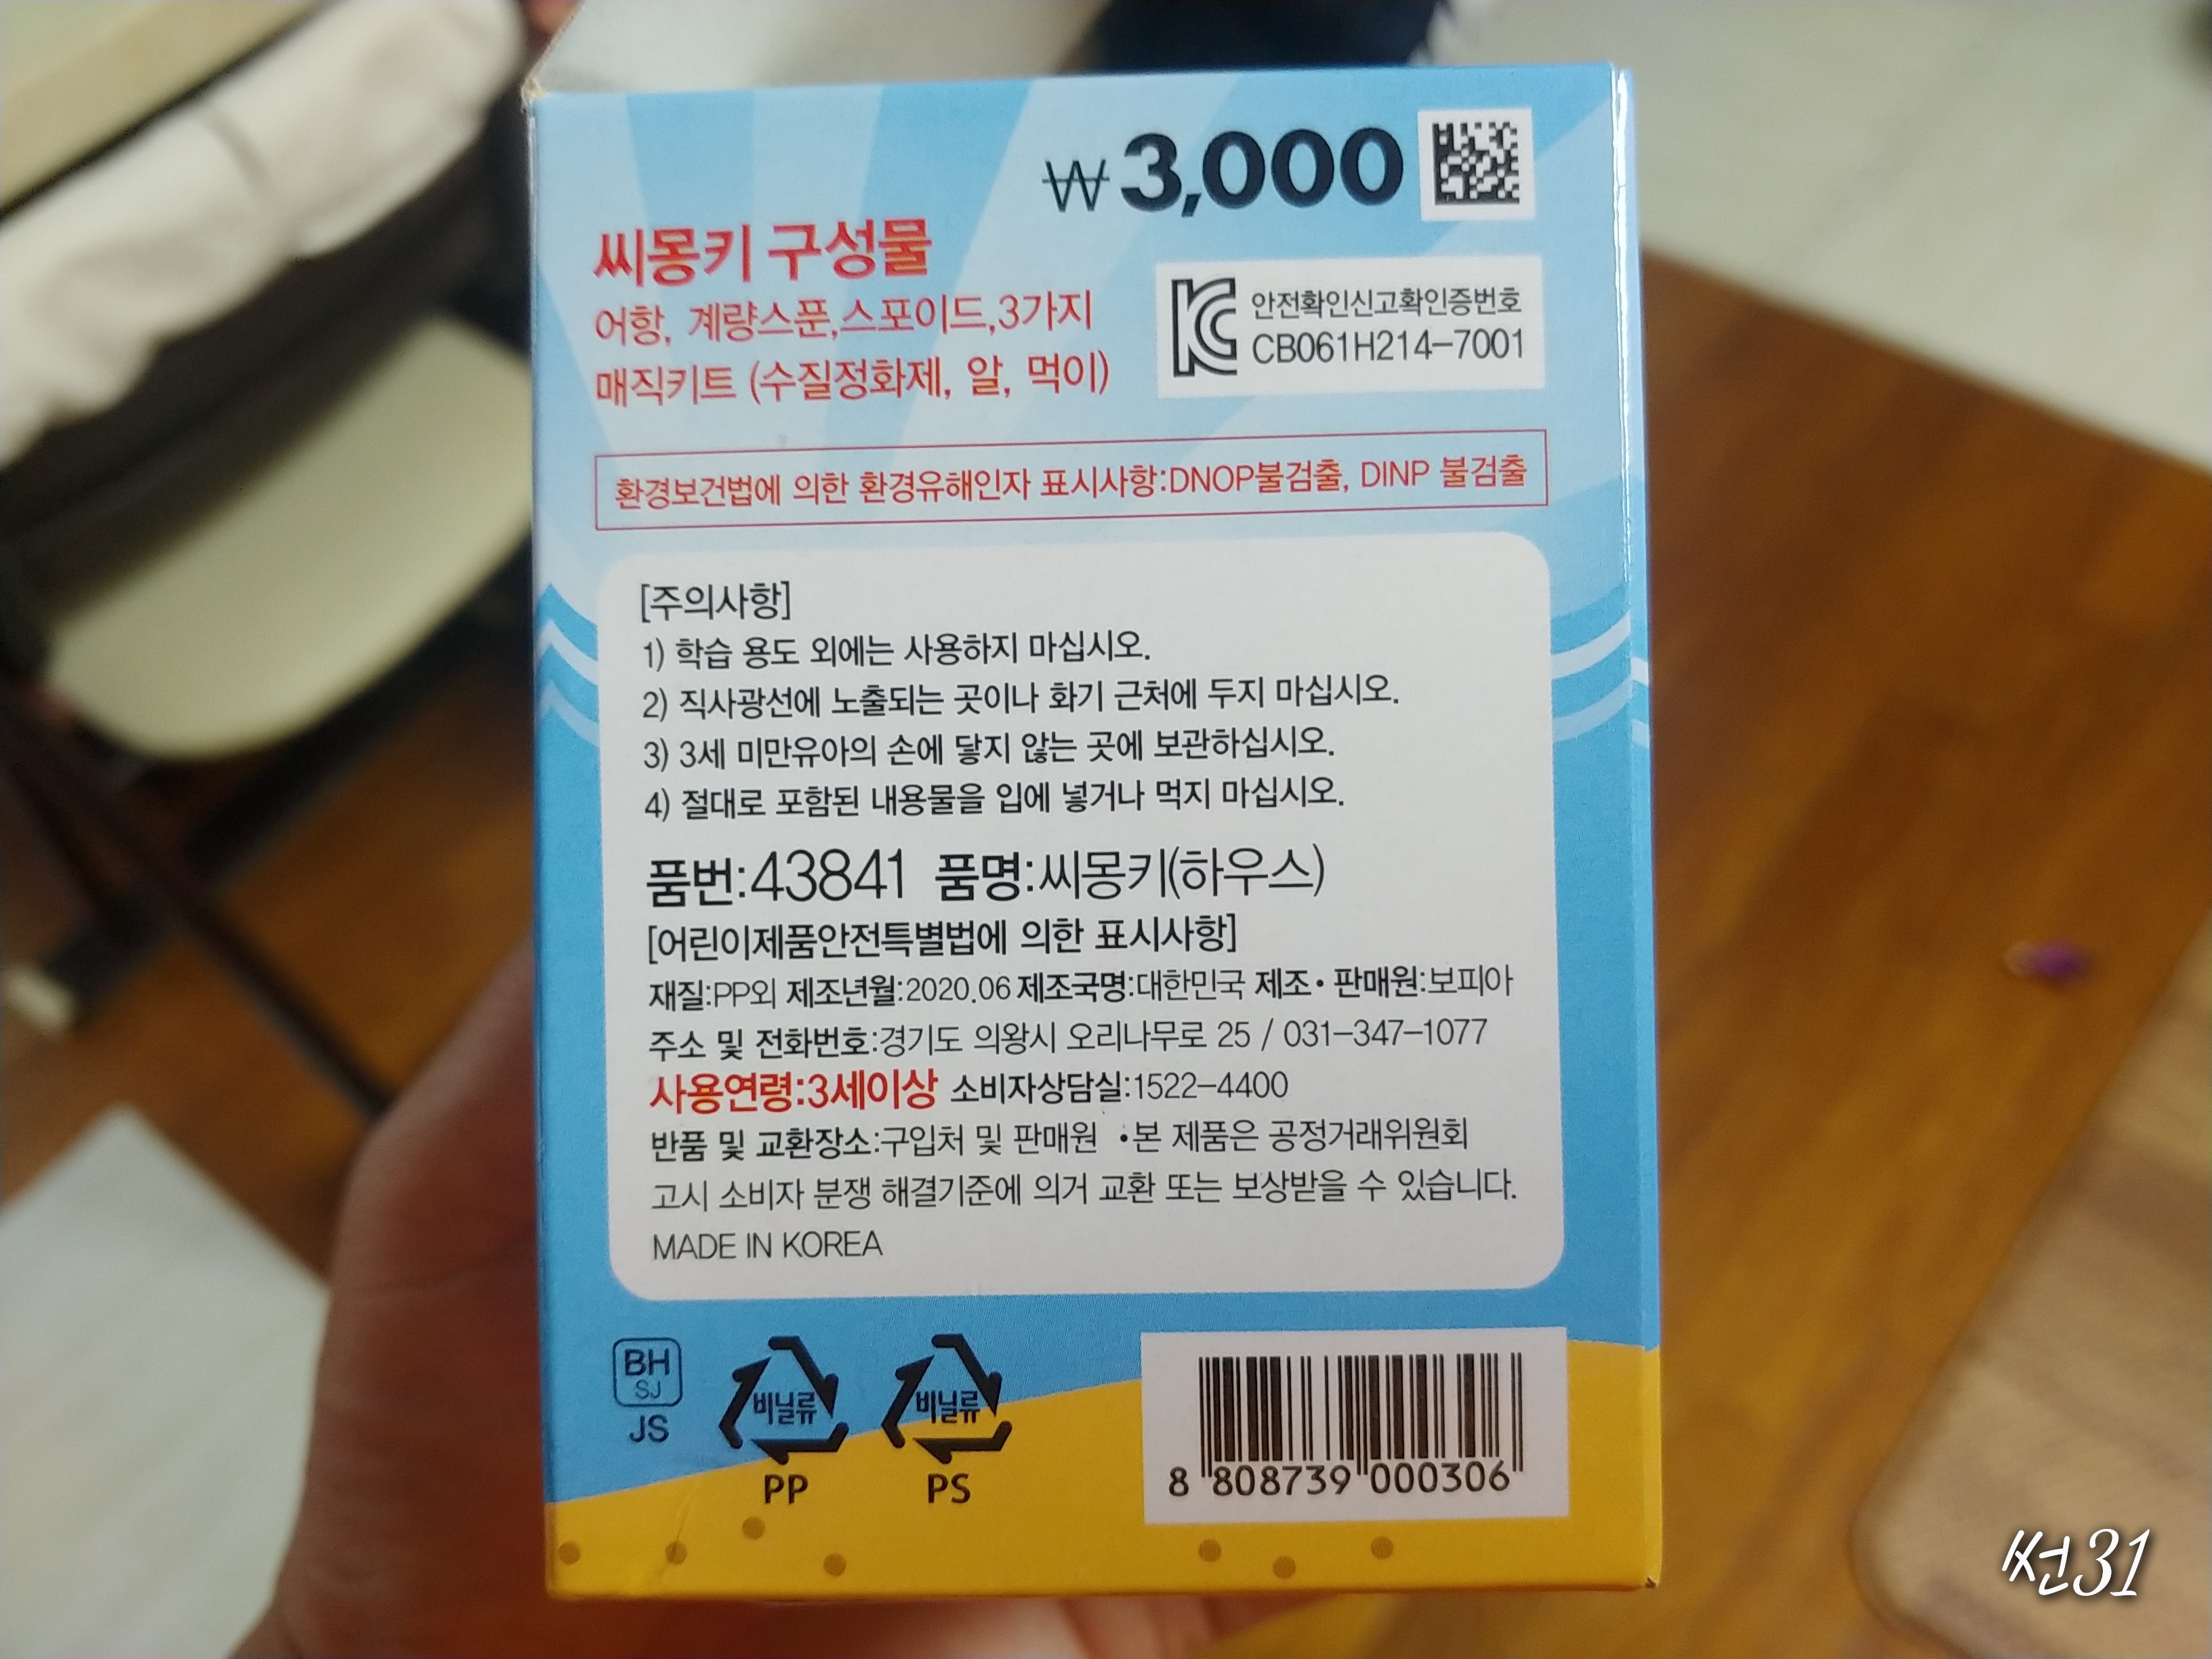 ₩3,000
씨몽키 구성물
어항, 계량스푼,스포이드,3가지
매직키트 (수질정화제, 알, 먹이)
안전확인신고확인증번호
CB061H214-7001
환경보건법에 의한 환경유해인자 표시사항:DNOP불검출, DINP 불검출
[주의사항]
1) 학습 용도 외에는 사용하지 마십시오.
2) 직사광선에 노출되는 곳이나 화기 근처에 두지 마십시오.
3) 3세 미만유아의 손에 닿지 않는 곳에 보관하십시오.
4) 절대로 포함된 내용물을 입에 넣거나 먹지 마십시오.
품번:43841 품명:씨몽키(하우스)
[어린이제품안전특별법에 의한 표시사항]
재질:PP외 제조년월:2020.06 제조국명:대한민국 제조•판매원:보피아
주소 및 전화번호:경기도 의왕시 오리나무로 25 / 031-347-1077
사용연령:3세이상 소비자상담실:1522-4400
반품 및 교환장소:구입처 및 판매원 •본 제품은 공정거래위원회
고시 소비자 분쟁 해결기준에 의거 교환 또는 보상받을 수 있습니다.
MADE IN KOREA
BH
SJ
JS
비닐류
PP
비닐류
PS
8 808739 000306
썬31